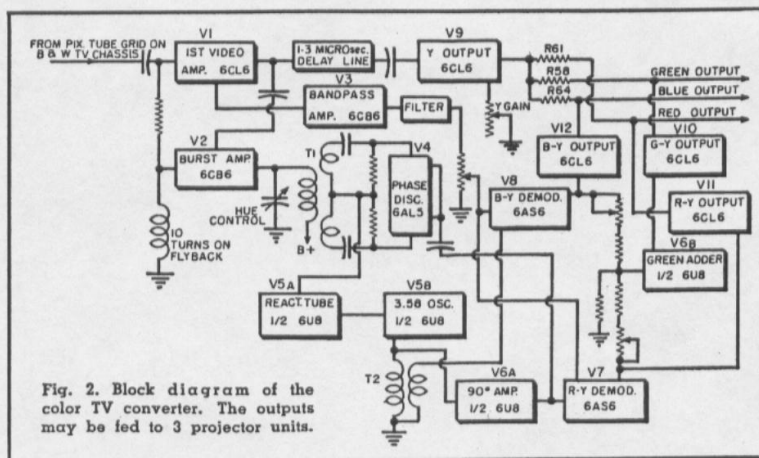 FROM PIX. TUBE GRID ON
B & W TV CHASSIS
V1
1ST VIDEO
AMP. 6CL6
1-3 MICROsec.
DELAY LINE
V9
Y OUTPUT
6CL6
R61
R58
R64
GREEN OUTPUT
BLUE OUTPUT
RED OUTPUT
V3
BANDPASS
AMP. 6CB6
FILTER
Y GAIN
V12
B-Y OUTPUT
6CL6
V10
G-Y OUTPUT
6CL6
V2
BURST AMP.
6CB6
T1
V4
PHASE
DISC.
6AL5
V8
B-Y DEMOD.
6AS6
V11
R-Y OUTPUT
6CL6
HUE
CONTROL
B+
10
TURNS ON
FLYBACK
V6B
GREEN ADDER
1/2 6U8
V5A
REACT. TUBE
1/2 6U8
V5B
3.58 OSC.
1/2 6U8
T2
V6A
90° AMP.
1/2 6U8
V7
R-Y DEMOD.
6AS6
Fig. 2. Block diagram of the
color TV converter. The outputs
may be fed to 3 projector units.